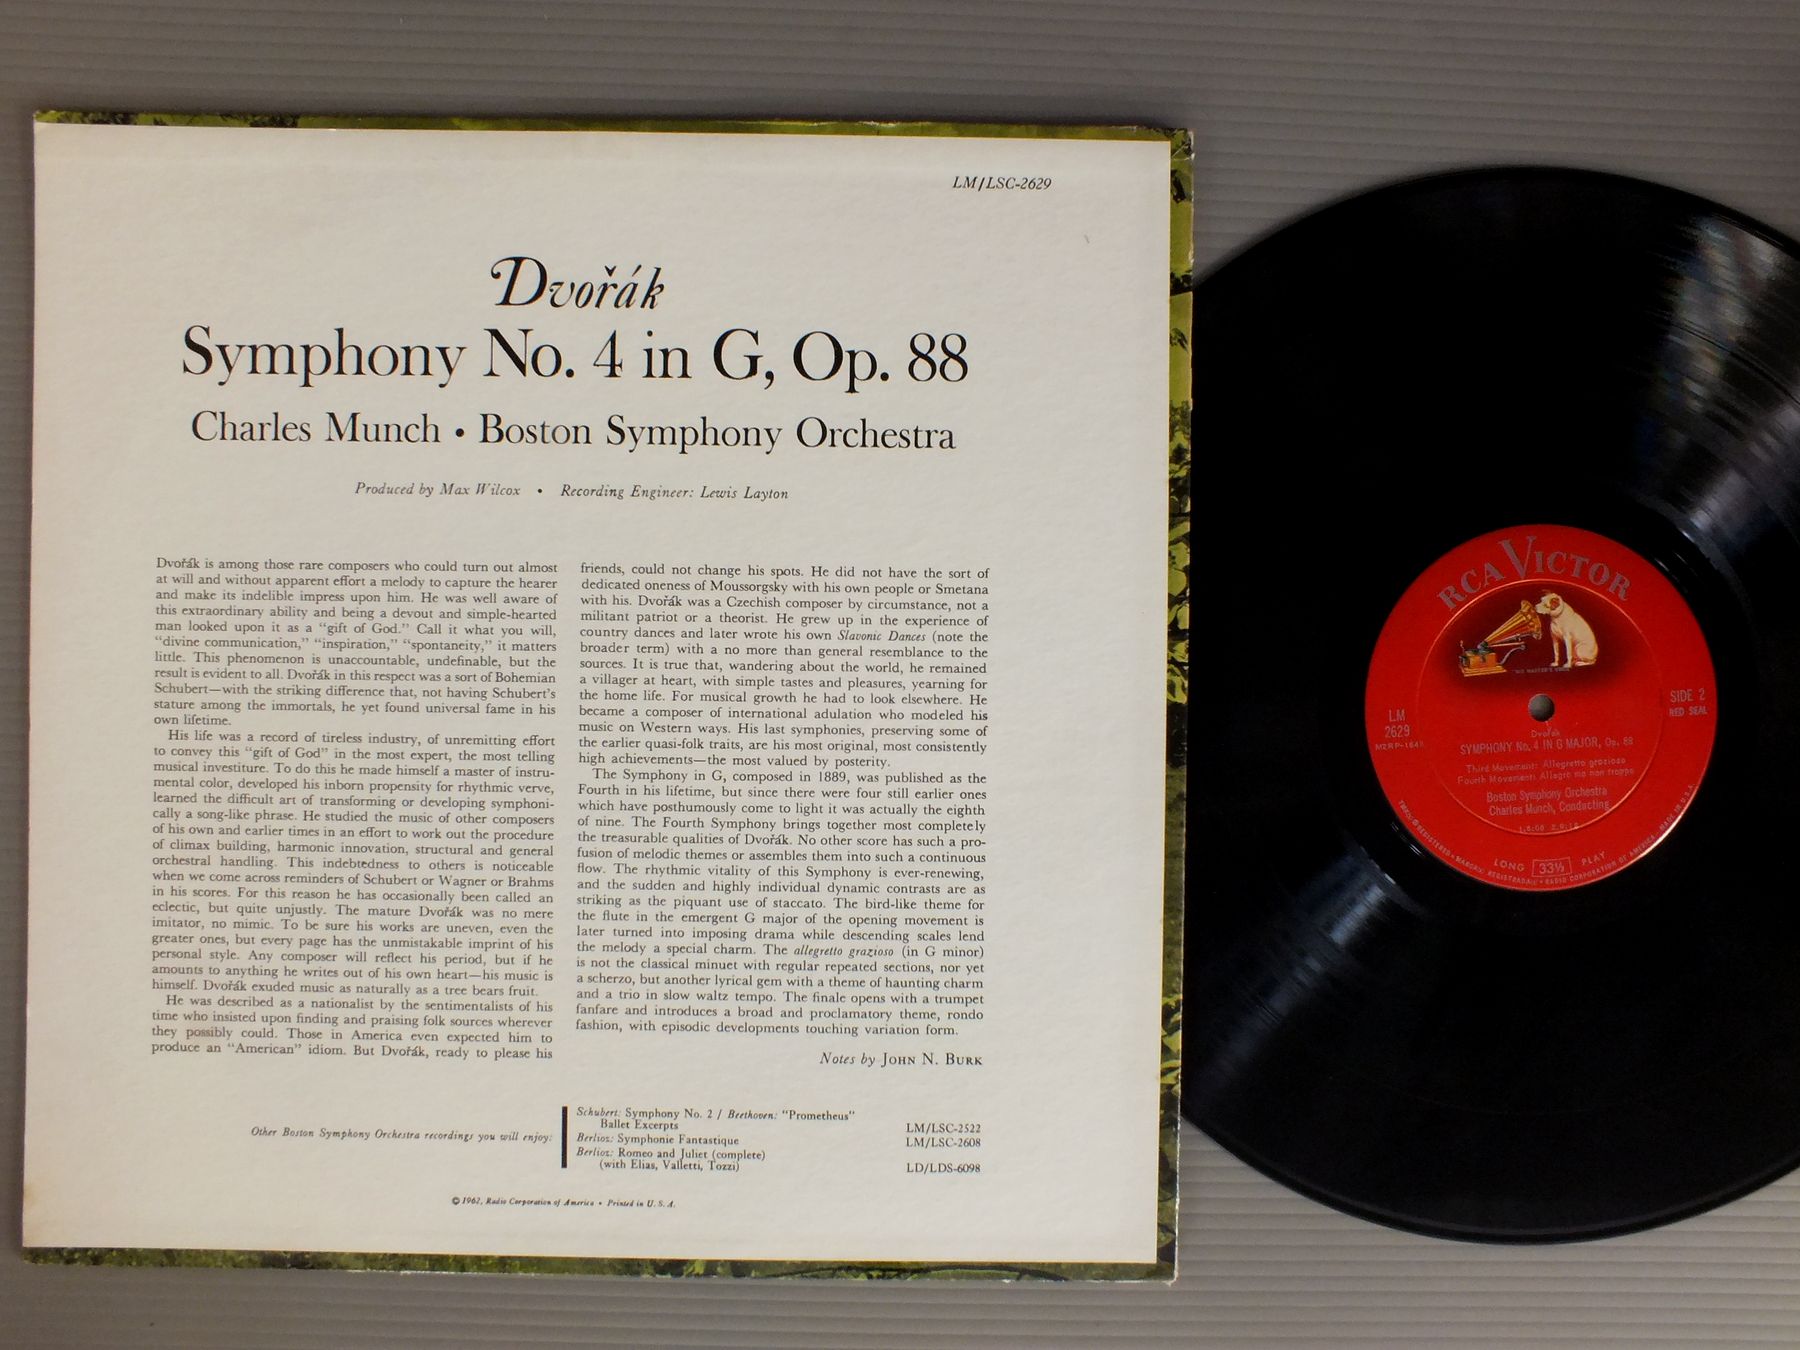 LM/LSC-2629
Dvořák
Symphony No. 4 in G, Op. 88
Charles Munch • Boston Symphony Orchestra
Produced by Max Wilcox • Recording Engineer: Lewis Layton
Dvořák is among those rare composers who could turn out almost
at will and without apparent effort a melody to capture the hearer
and make its indelible impress upon him. He was well aware of
this extraordinary ability and being a devout and simple-hearted
man looked upon it as a “gift of God.” Call it what you will,
“divine communication,” “inspiration,” “spontaneity,” it matters
little. This phenomenon is unaccountable, undefinable, but the
result is evident to all. Dvořák in this respect was a sort of Bohemian
Schubert—with the striking difference that, not having Schubert’s
stature among the immortals, he yet found universal fame in his
own lifetime.
His life was a record of tireless industry, of unremitting effort
to convey this “gift of God” in the most expert, the most telling
musical investiture. To do this he made himself a master of instru-
mental color, developed his inborn propensity for rhythmic verve,
learned the difficult art of transforming or developing symphoni-
cally a song-like phrase. He studied the music of other composers
of his own and earlier times in an effort to work out the procedure
of climax building, harmonic innovation, structural and general
orchestral handling. This indebtedness to others is noticeable
when we come across reminders of Schubert or Wagner or Brahms
in his scores. For this reason he has occasionally been called an
eclectic, but quite unjustly. The mature Dvořák was no mere
imitator, no mimic. To be sure his works are uneven, even the
greater ones, but every page has the unmistakable imprint of his
personal style. Any composer will reflect his period, but if he
amounts to anything he writes out of his own heart—his music is
himself. Dvořák exuded music as naturally as a tree bears fruit.
He was described as a nationalist by the sentimentalists of his
time who insisted upon finding and praising folk sources wherever
they possibly could. Those in America even expected him to
produce an “American” idiom. But Dvořák, ready to please his
friends, could not change his spots. He did not have the sort of
dedicated oneness of Moussorgsky with his own people or Smetana
with his. Dvořák was a Czechish composer by circumstance, not a
militant patriot or a theorist. He grew up in the experience of
country dances and later wrote his own Slavonic Dances (note the
broader term) with a no more than general resemblance to the
sources. It is true that, wandering about the world, he remained
a villager at heart, with simple tastes and pleasures, yearning for
the home life. For musical growth he had to look elsewhere. He
became a composer of international adulation who modeled his
music on Western ways. His last symphonies, preserving some of
the earlier quasi-folk traits, are his most original, most consistently
high achievements—the most valued by posterity.
The Symphony in G, composed in 1889, was published as the
Fourth in his lifetime, but since there were four still earlier ones
which have posthumously come to light it was actually the eighth
of nine. The Fourth Symphony brings together most completely
the treasurable qualities of Dvořák. No other score has such a pro-
fusion of melodic themes or assembles them into such a continuous
flow. The rhythmic vitality of this Symphony is ever-renewing,
and the sudden and highly individual dynamic contrasts are as
striking as the piquant use of staccato. The bird-like theme for
the flute in the emergent G major of the opening movement is
later turned into imposing drama while descending scales lend
the melody a special charm. The allegretto grazioso (in G minor)
is not the classical minuet with regular repeated sections, nor yet
a scherzo, but another lyrical gem with a theme of haunting charm
and a trio in slow waltz tempo. The finale opens with a trumpet
fanfare and introduces a broad and proclamatory theme, rondo
fashion, with episodic developments touching variation form.
Notes by JOHN N. BURK
Other Boston Symphony Orchestra recordings you will enjoy:
Schubert: Symphony No. 2 / Beethoven: “Prometheus”
Ballet Excerpts LM/LSC-2522
Berlioz: Symphonie Fantastique LM/LSC-2608
Berlioz: Romeo and Juliet (complete)
(with Elias, Valletti, Tozzi) LD/LDS-6098
© 1962, Radio Corporation of America • Printed in U. S. A.
RCA VICTOR
"HIS MASTER'S VOICE"
SIDE 2
RED SEAL
LM
2629
Dvořák
SYMPHONY No. 4 IN G MAJOR, Op. 88
Third Movement: Allegretto grazioso
Fourth Movement: Allegro ma non troppo
Boston Symphony Orchestra
Charles Munch, Conducting
LONG 33⅓ PLAY
RADIO CORPORATION OF AMERICA • MADE IN U.S.A.